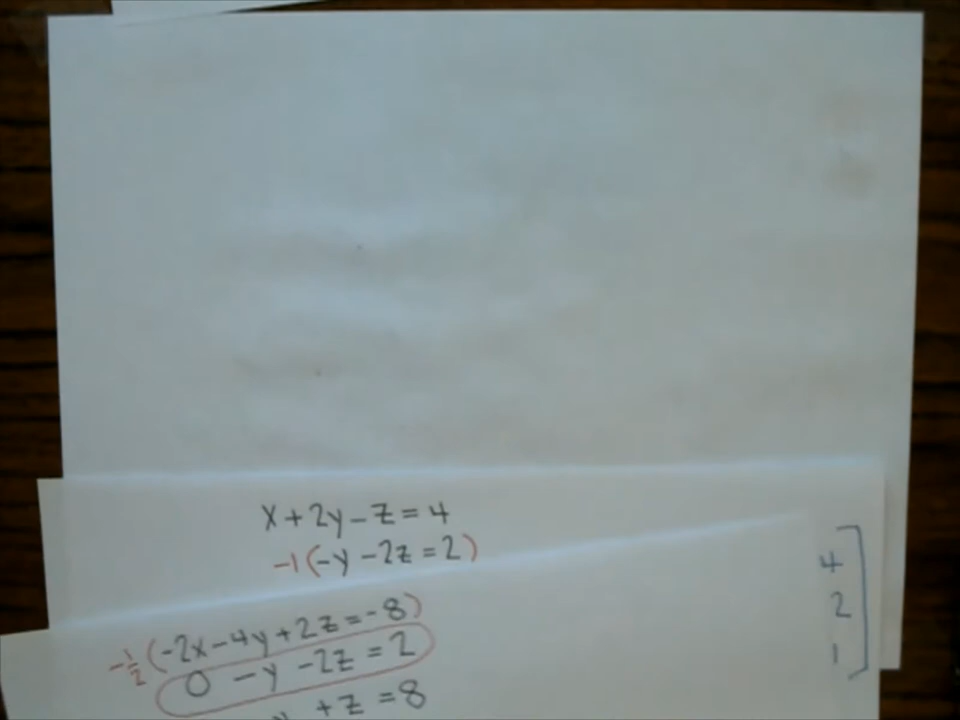 x+2y-z=4
-1(-y-2z=2)
-1/2(-2x-4y+2z=-8)
0-y-2z=2
+z=8
4
2
1